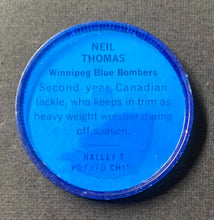 NEIL
THOMAS
Winnipeg Blue Bombers
Second year Canadian
tackle, who keeps in trim as
heavy weight wrestler during
off season.
NALLEY'S
POTATO CHIPS